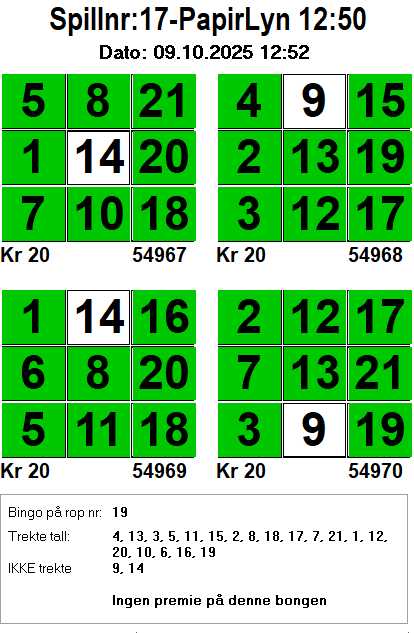 Spillnr:17-PapirLyn 12:50
Dato: 09.10.2025 12:52
5 8 21
1 14 20
7 10 18
Kr 20 54967
4 9 15
2 13 19
3 12 17
Kr 20 54968
1 14 16
6 8 20
5 11 18
Kr 20 54969
2 12 17
7 13 21
3 9 19
Kr 20 54970
Bingo på rop nr: 19
Trekte tall: 4, 13, 3, 5, 11, 15, 2, 8, 18, 17, 7, 21, 1, 12,
20, 10, 6, 16, 19
IKKE trekte 9, 14
Ingen premie på denne bongen